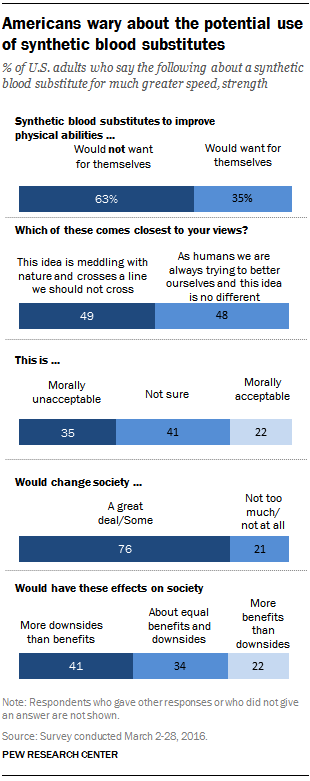 Americans wary about the potential use
of synthetic blood substitutes
% of U.S. adults who say the following about a synthetic
blood substitute for much greater speed, strength
Synthetic blood substitutes to improve
physical abilities ...
Would not want
for themselves
Would want for
themselves
63%
35%
Which of these comes closest to your views?
This idea is meddling with
nature and crosses a line
we should not cross
As humans we are
always trying to better
ourselves and this idea
is no different
49
48
This is ...
Morally
unacceptable
Not sure
Morally
acceptable
35
41
22
Would change society ...
A great
deal/Some
Not too
much/
not at all
76
21
Would have these effects on society
More downsides
than benefits
About equal
benefits and
downsides
More
benefits
than
downsides
41
34
22
Note: Respondents who gave other responses or who did not give
an answer are not shown.
Source: Survey conducted March 2-28, 2016.
PEW RESEARCH CENTER